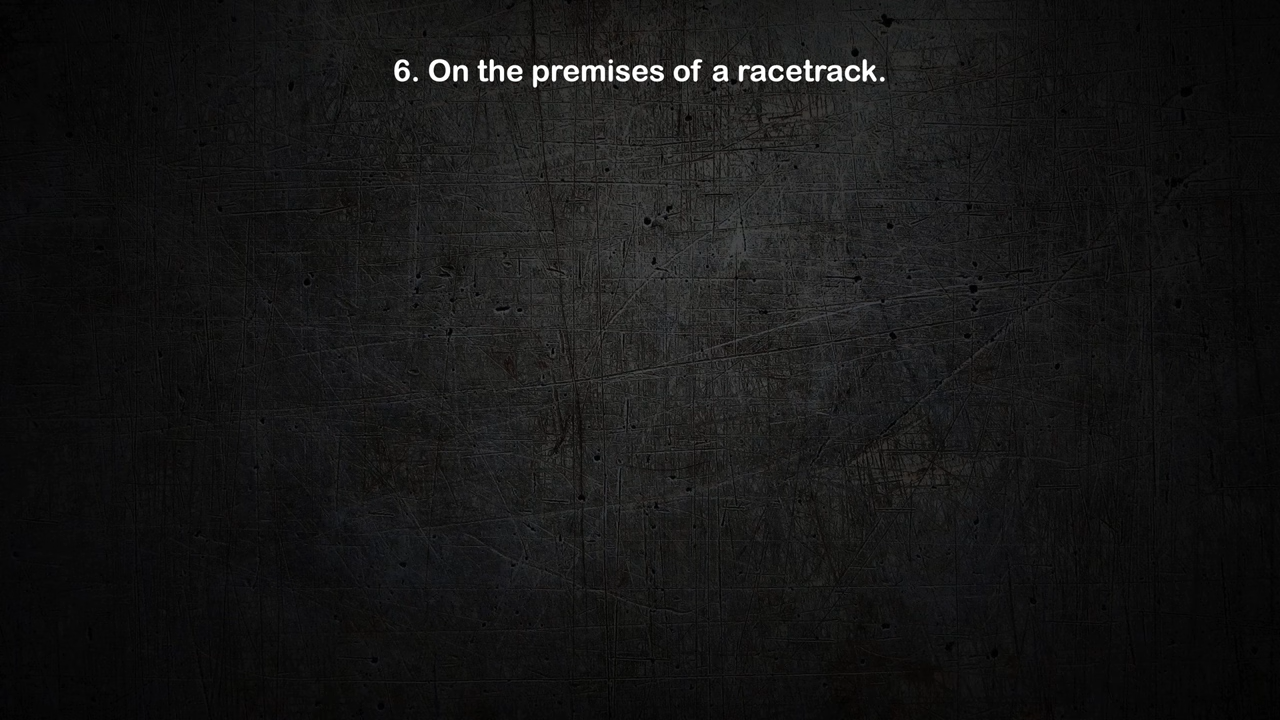 6. On the premises of a racetrack.